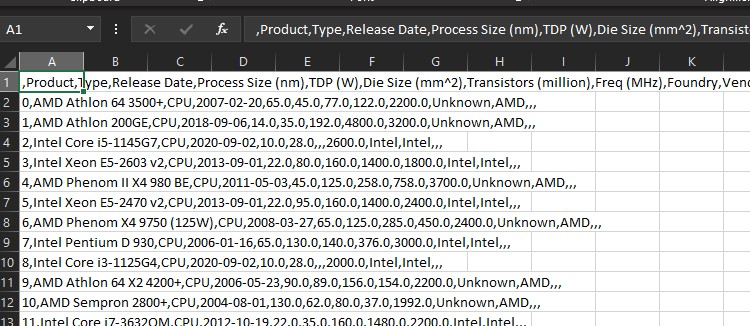 A1 fx ,Product,Type,Release Date,Process Size (nm),TDP (W),Die Size (mm^2),Transist
A B C D E F G H I J K
1 ,Product,Type,Release Date,Process Size (nm),TDP (W),Die Size (mm^2),Transistors (million),Freq (MHz),Foundry,Vend
2 0,AMD Athlon 64 3500+,CPU,2007-02-20,65.0,45.0,77.0,122.0,2200.0,Unknown,AMD,,,
3 1,AMD Athlon 200GE,CPU,2018-09-06,14.0,35.0,192.0,4800.0,3200.0,Unknown,AMD,,,
4 2,Intel Core i5-1145G7,CPU,2020-09-02,10.0,28.0,,,2600.0,Intel,Intel,,,
5 3,Intel Xeon E5-2603 v2,CPU,2013-09-01,22.0,80.0,160.0,1400.0,1800.0,Intel,Intel,,,
6 4,AMD Phenom II X4 980 BE,CPU,2011-05-03,45.0,125.0,258.0,758.0,3700.0,Unknown,AMD,,,
7 5,Intel Xeon E5-2470 v2,CPU,2013-09-01,22.0,95.0,160.0,1400.0,2400.0,Intel,Intel,,,
8 6,AMD Phenom X4 9750 (125W),CPU,2008-03-27,65.0,125.0,285.0,450.0,2400.0,Unknown,AMD,,,
9 7,Intel Pentium D 930,CPU,2006-01-16,65.0,130.0,140.0,376.0,3000.0,Intel,Intel,,,
10 8,Intel Core i3-1125G4,CPU,2020-09-02,10.0,28.0,,,2000.0,Intel,Intel,,,
11 9,AMD Athlon 64 X2 4200+,CPU,2006-05-23,90.0,89.0,156.0,154.0,2200.0,Unknown,AMD,,,
12 10,AMD Sempron 2800+,CPU,2004-08-01,130.0,62.0,80.0,37.0,1992.0,Unknown,AMD,,,
13 11,Intel Core i7-3632QM,CPU,2012-10-19,22.0,35.0,160.0,1480.0,2200.0,Intel,Intel,,,